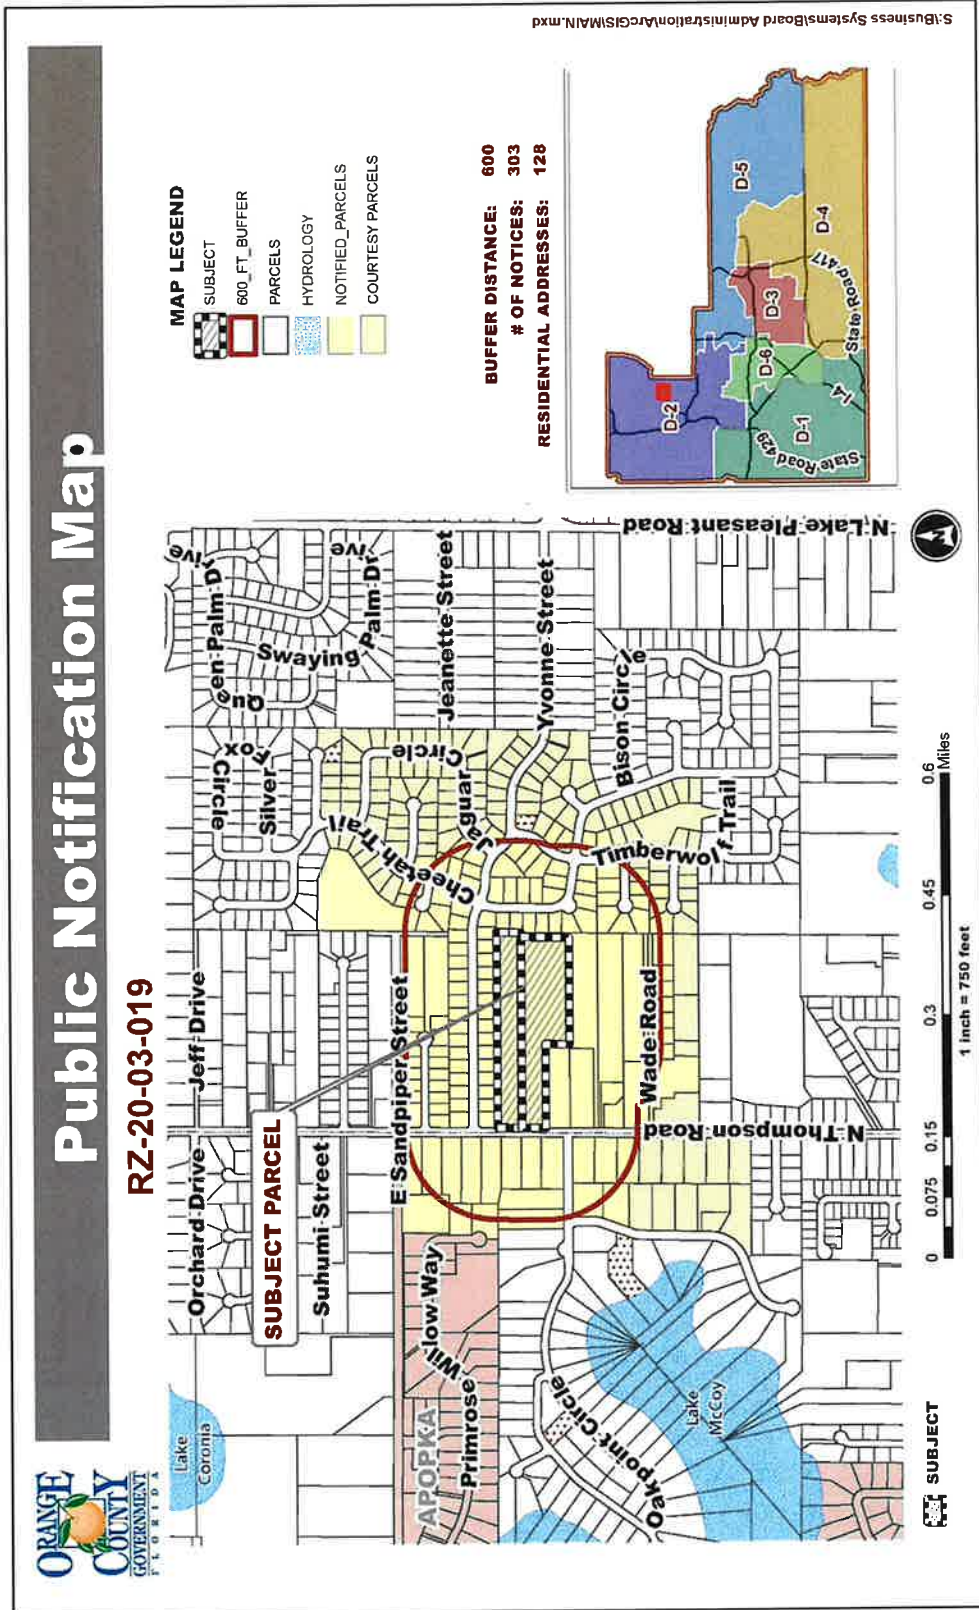 ORANGE
COUNTY
GOVERNMENT
FLORIDA
Public Notification Map
RZ-20-03-019
SUBJECT PARCEL
Lake
Coronia
Orchard Drive
Jeff Drive
Suhumi Street
E Sandpiper Street
Silver Fox Circle
Queen Palm Drive
Swaying Palm Drive
Jeanette Street
Yvonne Street
Cheetah Trail
Jaguar Circle
Bison Circle
Timberwolf Trail
Wade Road
N Thompson Road
N Lake Pleasant Road
APOPKA
Primrose Willow Way
Oakpoint Circle
Lake
McCoy
MAP LEGEND
SUBJECT
600_FT_BUFFER
PARCELS
HYDROLOGY
NOTIFIED_PARCELS
COURTESY PARCELS
BUFFER DISTANCE: 600
# OF NOTICES: 303
RESIDENTIAL ADDRESSES: 128
D-2
D-5
D-3
D-6
D-4
D-1
State Road 429
I-4
State Road 417
SUBJECT
0 0.075 0.15 0.3 0.45 0.6
Miles
1 inch = 750 feet
N
S:\Business Systems\Board Administration\ArcGIS\MAIN.mxd